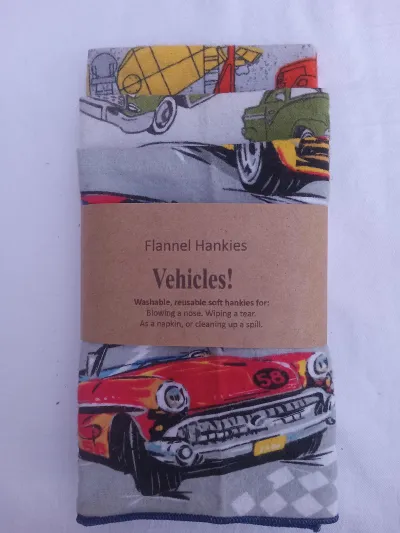 Flannel Hankies
Vehicles!
Washable, reusable soft hankies for:
Blowing a nose. Wiping a tear.
As a napkin, or cleaning up a spill.
58